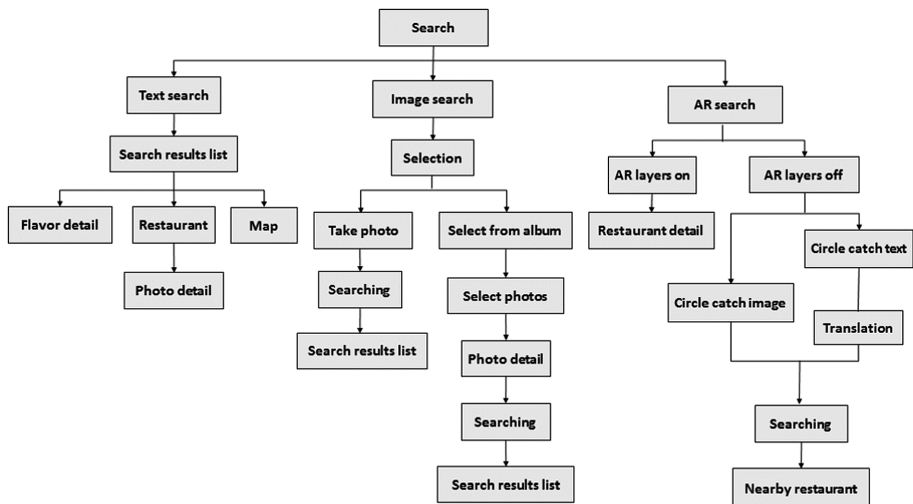 Search
Text search
Image search
AR search
Search results list
Selection
AR layers on
AR layers off
Flavor detail
Restaurant
Map
Take photo
Select from album
Restaurant detail
Circle catch text
Photo detail
Searching
Select photos
Circle catch image
Translation
Search results list
Photo detail
Searching
Searching
Search results list
Nearby restaurant